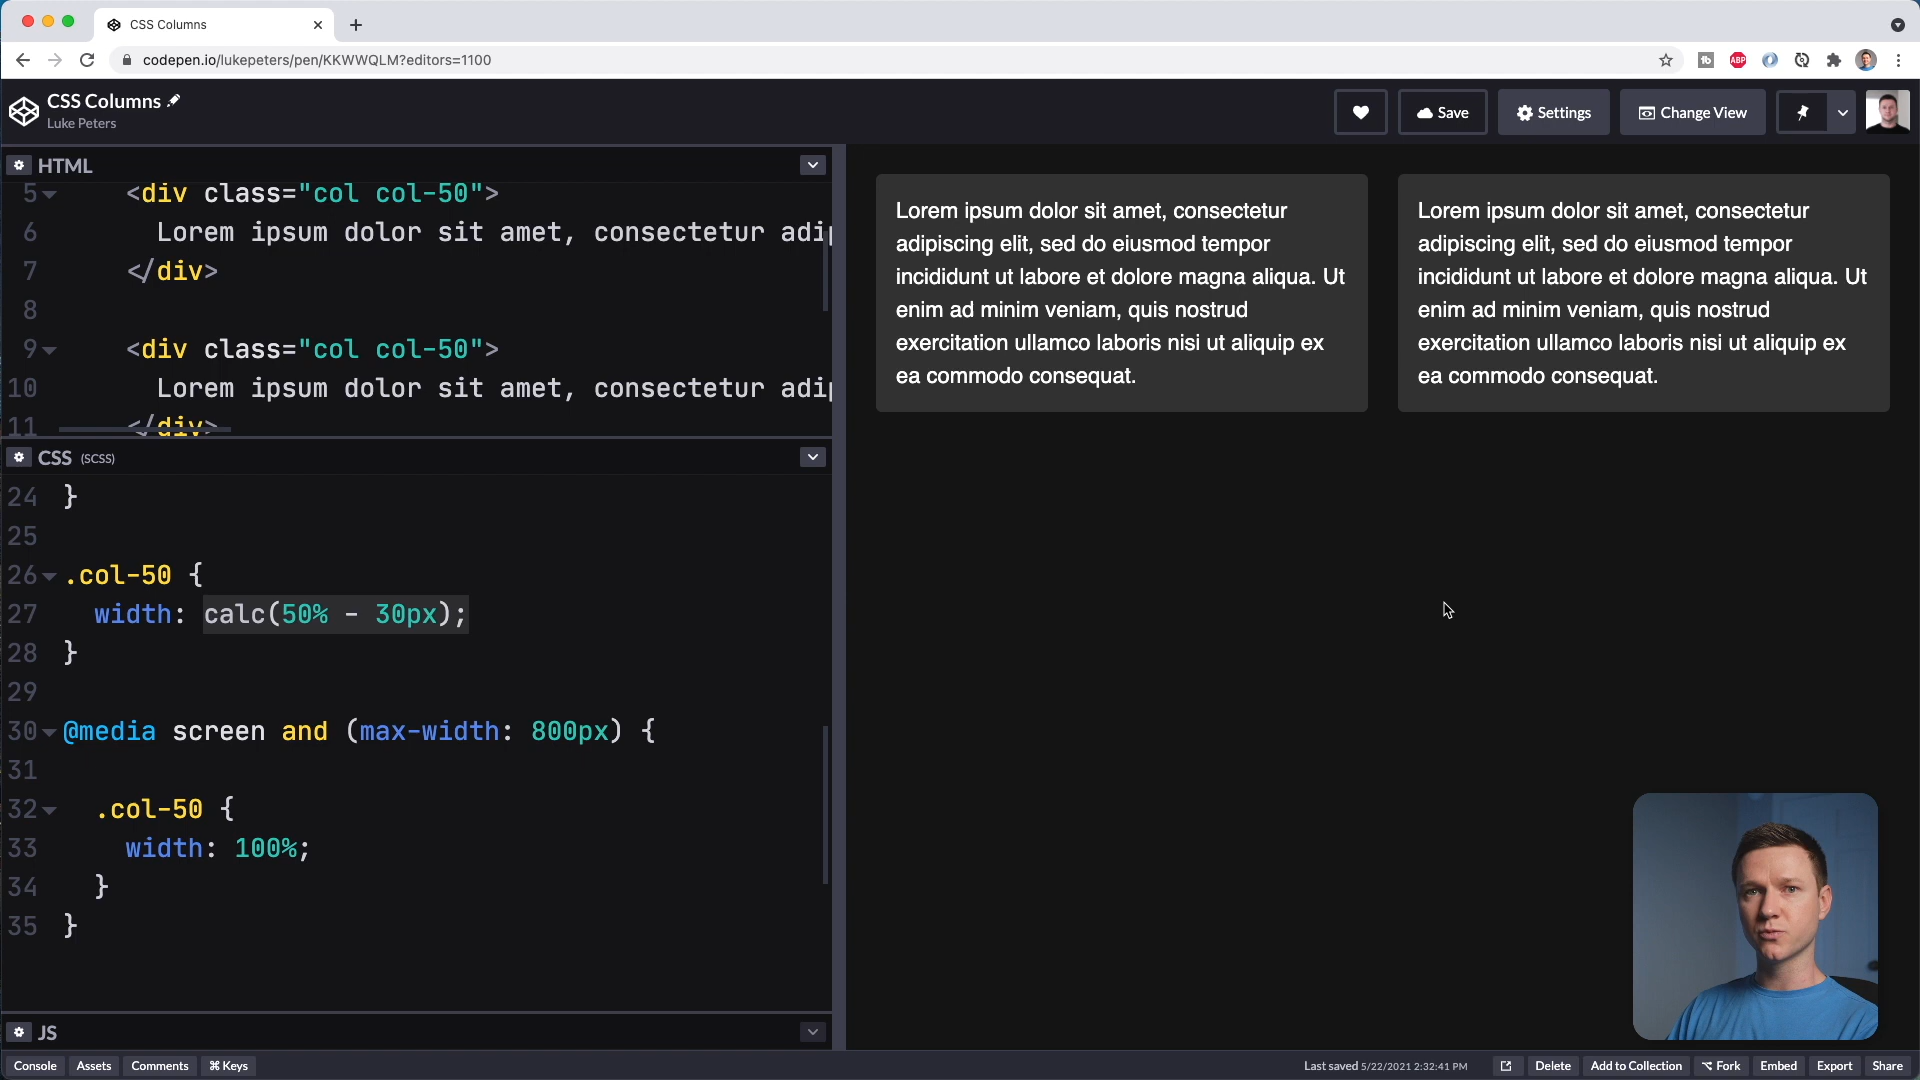 CSS Columns
codepen.io/lukepeters/pen/KKWWQLM?editors=1100
ABP
CSS Columns
Luke Peters
Save
Settings
Change View
HTML
5 <div class="col col-50">
6 Lorem ipsum dolor sit amet, consectetur adip
7 </div>
8
9 <div class="col col-50">
10 Lorem ipsum dolor sit amet, consectetur adip
11 </div>
CSS (SCSS)
24 }
25
26 .col-50 {
27 width: calc(50% - 30px);
28 }
29
30 @media screen and (max-width: 800px) {
31
32 .col-50 {
33 width: 100%;
34 }
35 }
JS
Lorem ipsum dolor sit amet, consectetur
adipiscing elit, sed do eiusmod tempor
incididunt ut labore et dolore magna aliqua. Ut
enim ad minim veniam, quis nostrud
exercitation ullamco laboris nisi ut aliquip ex
ea commodo consequat.
Lorem ipsum dolor sit amet, consectetur
adipiscing elit, sed do eiusmod tempor
incididunt ut labore et dolore magna aliqua. Ut
enim ad minim veniam, quis nostrud
exercitation ullamco laboris nisi ut aliquip ex
ea commodo consequat.
Console Assets Comments ⌘ Keys
Last saved 5/22/2021 2:32:41 PM
Delete Add to Collection ⌥ Fork Embed Export Share